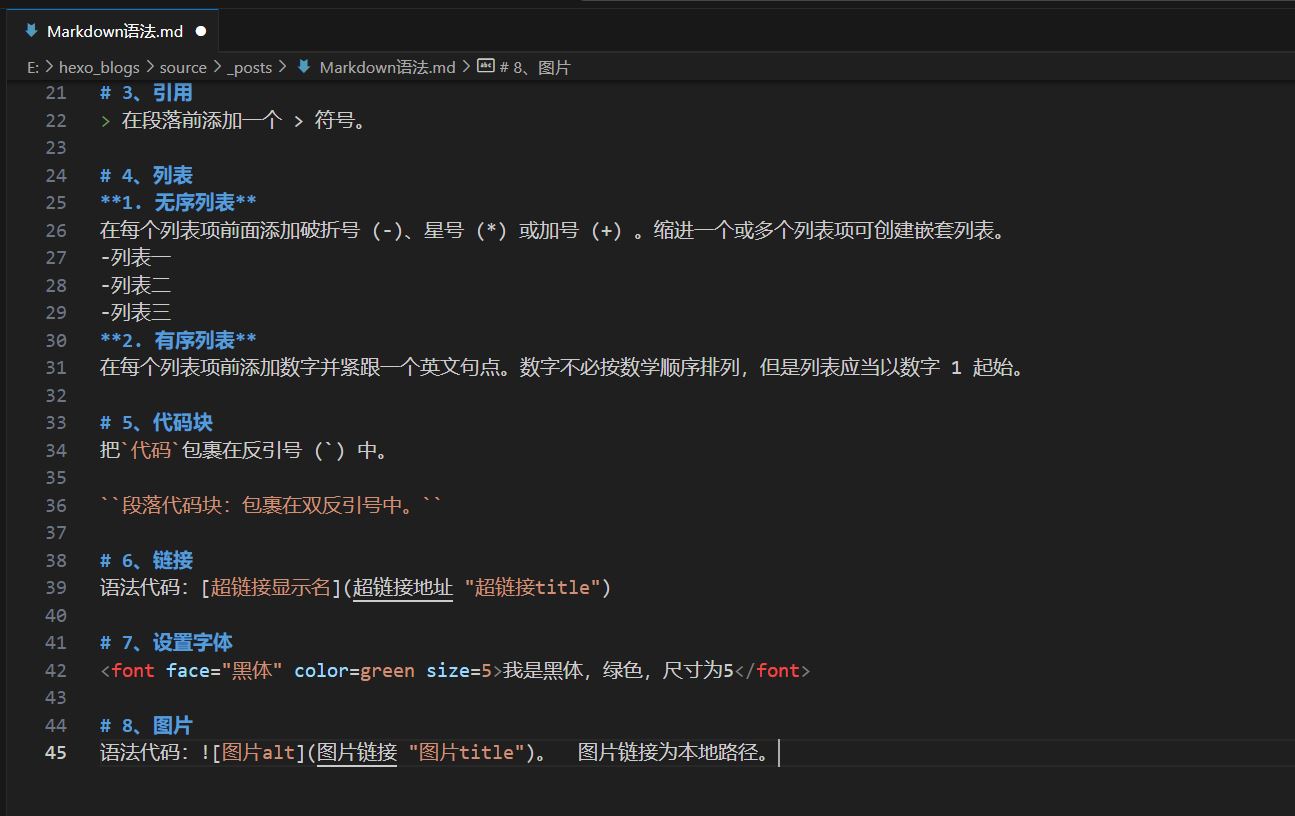 Markdown语法.md ●
E: > hexo_blogs > source > _posts > Markdown语法.md > # 8、图片
21 # 3、引用
22 > 在段落前添加一个 > 符号。
23
24 # 4、列表
25 **1. 无序列表**
26 在每个列表项前面添加破折号 (-)、星号 (*) 或加号 (+) 。缩进一个或多个列表项可创建嵌套列表。
27 -列表一
28 -列表二
29 -列表三
30 **2. 有序列表**
31 在每个列表项前添加数字并紧跟一个英文句点。数字不必按数学顺序排列，但是列表应当以数字 1 起始。
32
33 # 5、代码块
34 把`代码`包裹在反引号 (`) 中。
35
36 ``段落代码块：包裹在双反引号中。``
37
38 # 6、链接
39 语法代码：[超链接显示名](超链接地址 "超链接title")
40
41 # 7、设置字体
42 <font face="黑体" color=green size=5>我是黑体，绿色，尺寸为5</font>
43
44 # 8、图片
45 语法代码：![图片alt](图片链接 "图片title")。  图片链接为本地路径。